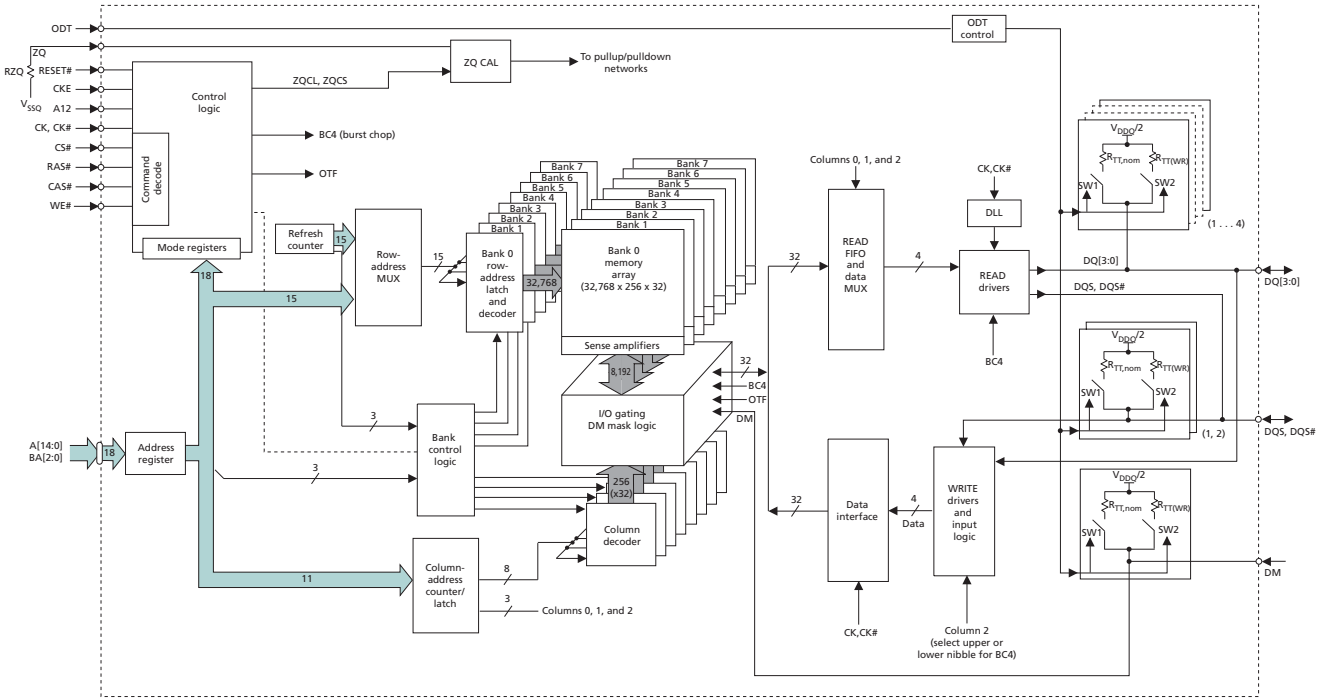 ODT
ODT
control
ZQ
RZQ
VSSQ
RESET#
CKE
A12
CK, CK#
CS#
RAS#
CAS#
WE#
Control
logic
Command
decode
Mode registers
ZQCL, ZQCS
ZQ CAL
To pullup/pulldown
networks
BC4 (burst chop)
OTF
Refresh
counter
15
Row-
address
MUX
15
18
15
Bank 7
Bank 6
Bank 5
Bank 4
Bank 3
Bank 2
Bank 1
Bank 0
row-
address
latch
and
decoder
32,768
Bank 7
Bank 6
Bank 5
Bank 4
Bank 3
Bank 2
Bank 1
Bank 0
memory
array
(32,768 x 256 x 32)
Sense amplifiers
8,192
I/O gating
DM mask logic
32
BC4
OTF
DM
256
(x32)
Column
decoder
3
Bank
control
logic
3
A[14:0]
BA[2:0]
18
Address
register
11
Column-
address
counter/
latch
8
3
Columns 0, 1, and 2
Columns 0, 1, and 2
32
READ
FIFO
and
data
MUX
4
CK,CK#
DLL
READ
drivers
BC4
DQ[3:0]
DQS, DQS#
32
Data
interface
CK,CK#
4
Data
WRITE
drivers
and
input
logic
Column 2
(select upper or
lower nibble for BC4)
VDDQ/2
RTT,nom
RTT(WR)
SW1
SW2
(1 . . . 4)
DQ[3:0]
VDDQ/2
RTT,nom
RTT(WR)
SW1
SW2
(1, 2)
DQS, DQS#
VDDQ/2
RTT,nom
RTT(WR)
SW1
SW2
DM